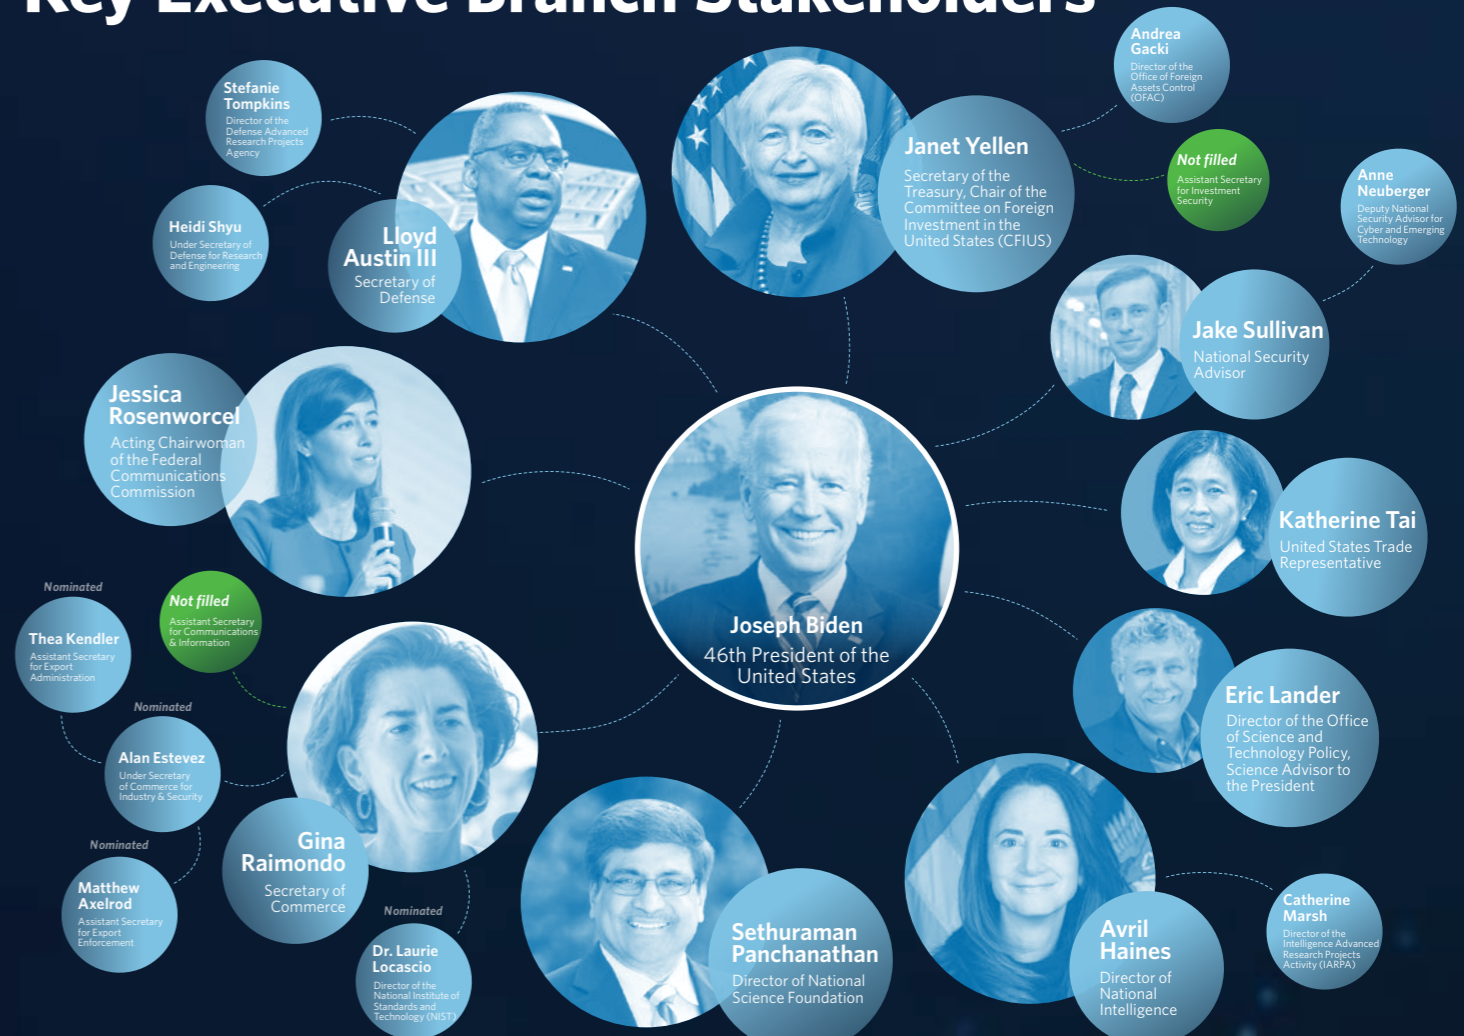 Key Executive Branch Stakeholders
Andrea
Gacki
Director of the
Office of Foreign
Assets Control
(OFAC)
Stefanie
Tompkins
Director of the
Defense Advanced
Research Projects
Agency
Janet Yellen
Secretary of the
Treasury, Chair of the
Committee on Foreign
Investment in the
United States (CFIUS)
Not filled
Assistant Secretary
for Investment
Security
Anne
Neuberger
Deputy National
Security Advisor for
Cyber and Emerging
Technology
Heidi Shyu
Under Secretary of
Defense for Research
and Engineering
Lloyd
Austin III
Secretary of
Defense
Jake Sullivan
National Security
Advisor
Jessica
Rosenworcel
Acting Chairwoman
of the Federal
Communications
Commission
Katherine Tai
United States Trade
Representative
Joseph Biden
46th President of the
United States
Nominated
Thea Kendler
Assistant Secretary
for Export
Administration
Not filled
Assistant Secretary
for Communications
& Information
Eric Lander
Director of the Office
of Science and
Technology Policy,
Science Advisor to
the President
Nominated
Alan Estevez
Under Secretary
of Commerce for
Industry & Security
Gina
Raimondo
Secretary of
Commerce
Nominated
Matthew
Axelrod
Assistant Secretary
for Export
Enforcement
Nominated
Dr. Laurie
Locascio
Director of the
National Institute of
Standards and
Technology (NIST)
Sethuraman
Panchanathan
Director of National
Science Foundation
Avril
Haines
Director of
National
Intelligence
Catherine
Marsh
Director of the
Intelligence Advanced
Research Projects
Activity (IARPA)